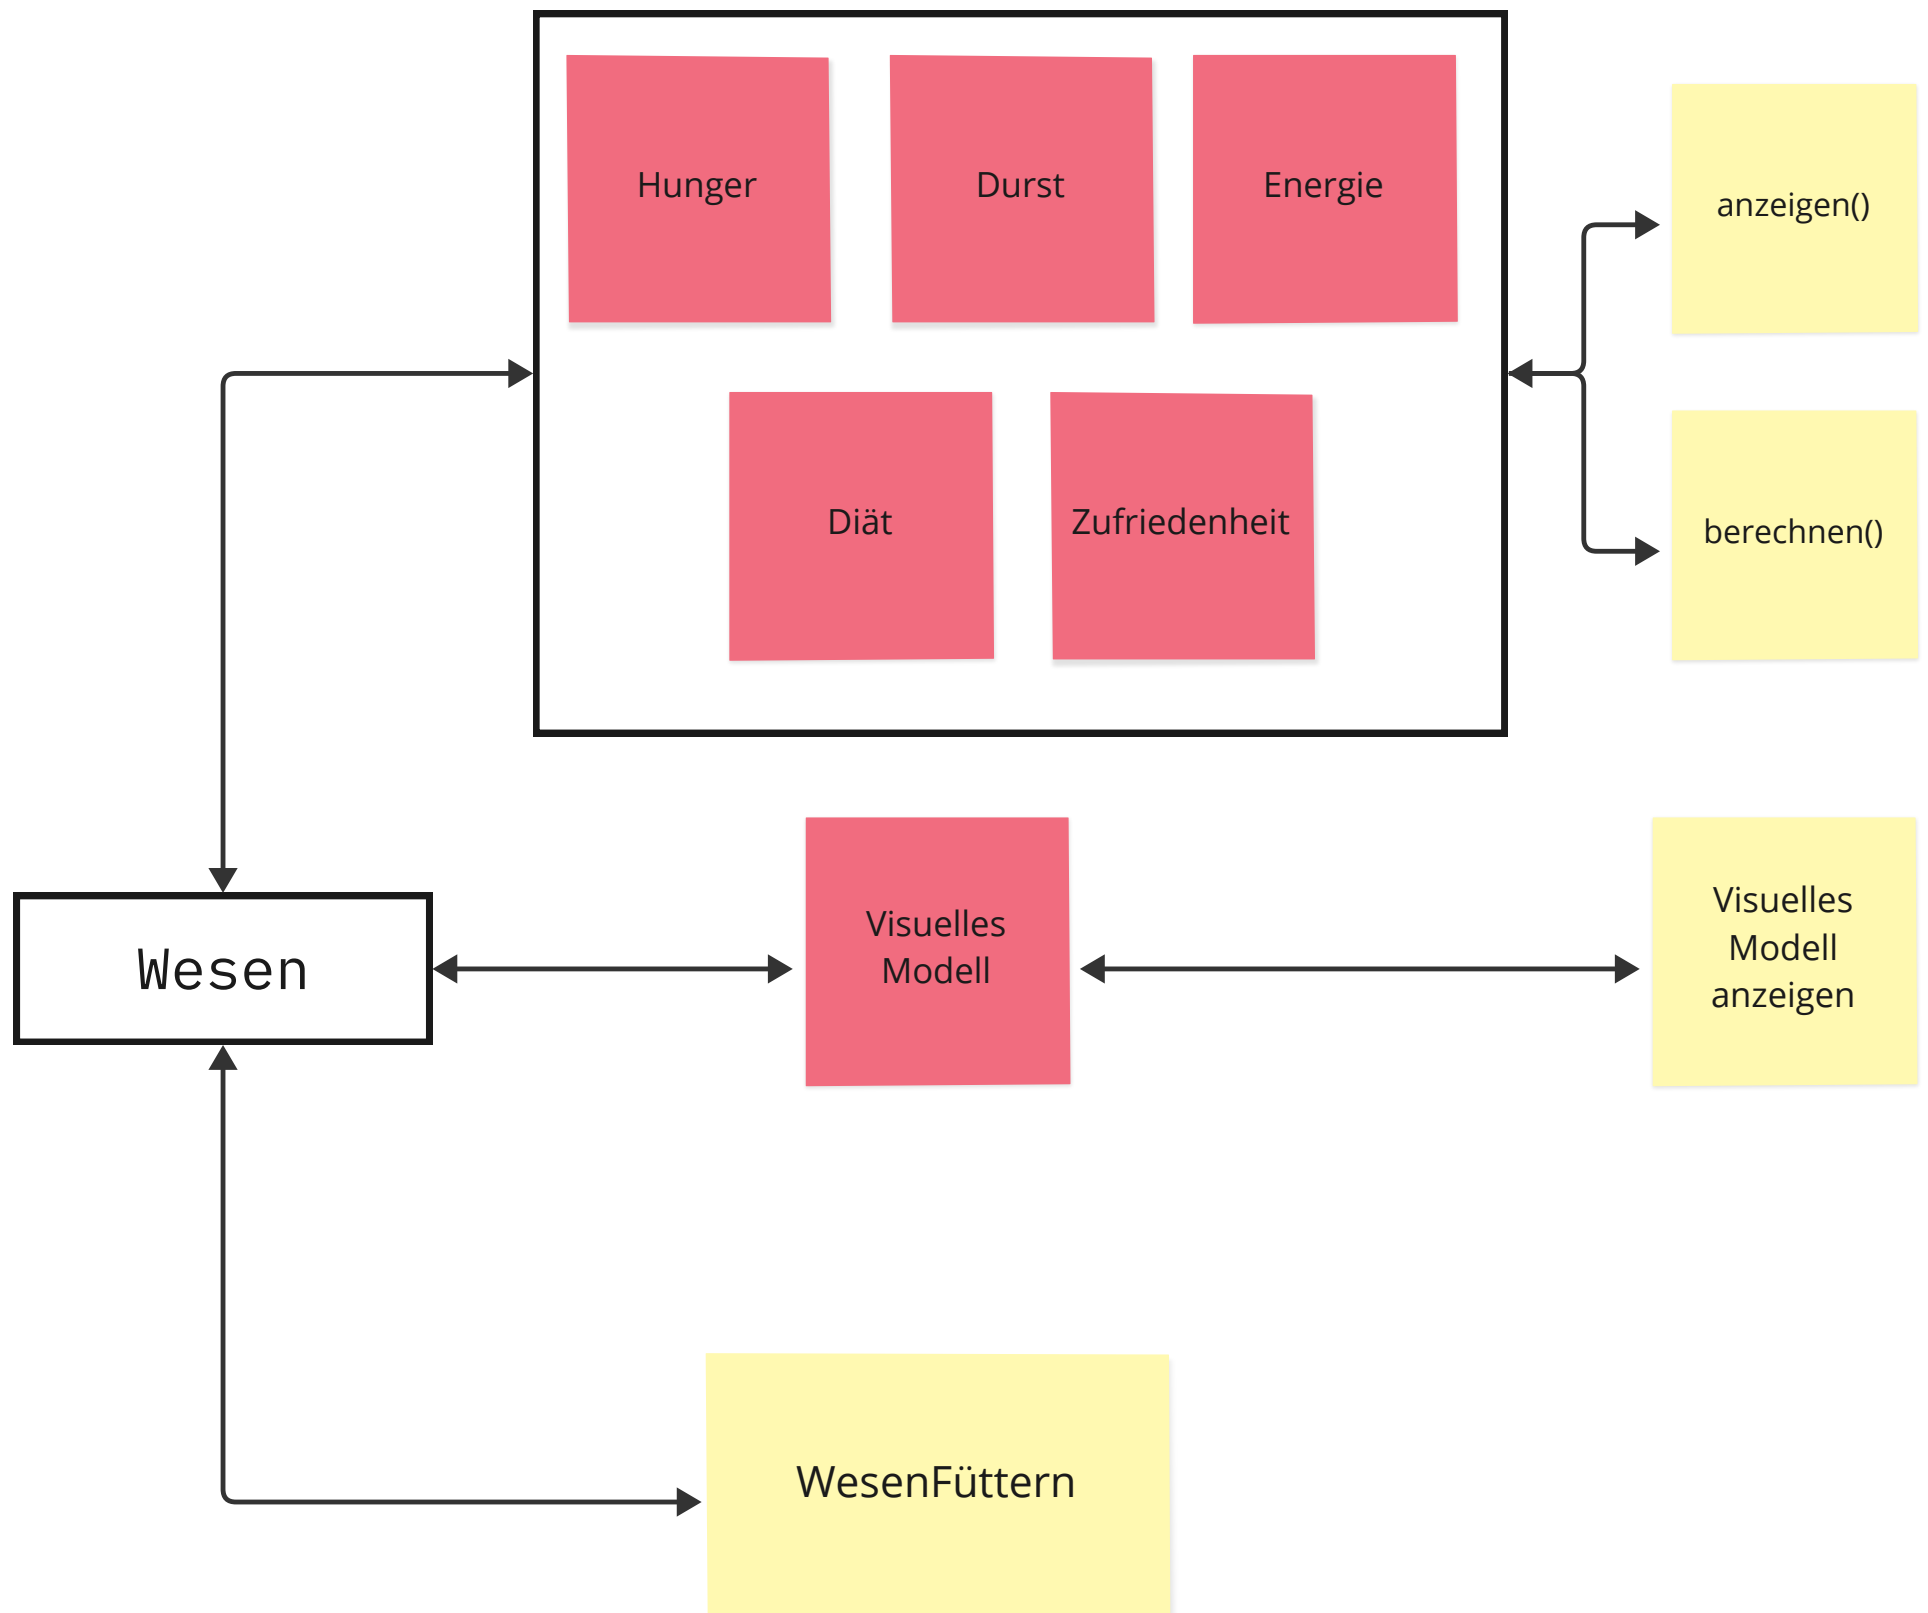 Hunger
Durst
Energie
anzeigen()
Diät
Zufriedenheit
berechnen()
Wesen
Visuelles
Modell
Visuelles
Modell
anzeigen
WesenFüttern